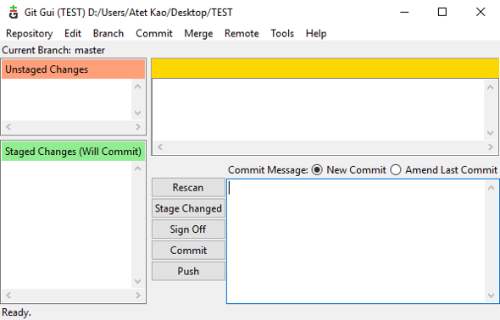 Git Gui (TEST) D:/Users/Atet Kao/Desktop/TEST
Repository Edit Branch Commit Merge Remote Tools Help
Current Branch: master
Unstaged Changes
Staged Changes (Will Commit)
Commit Message: New Commit Amend Last Commit
Rescan
Stage Changed
Sign Off
Commit
Push
Ready.